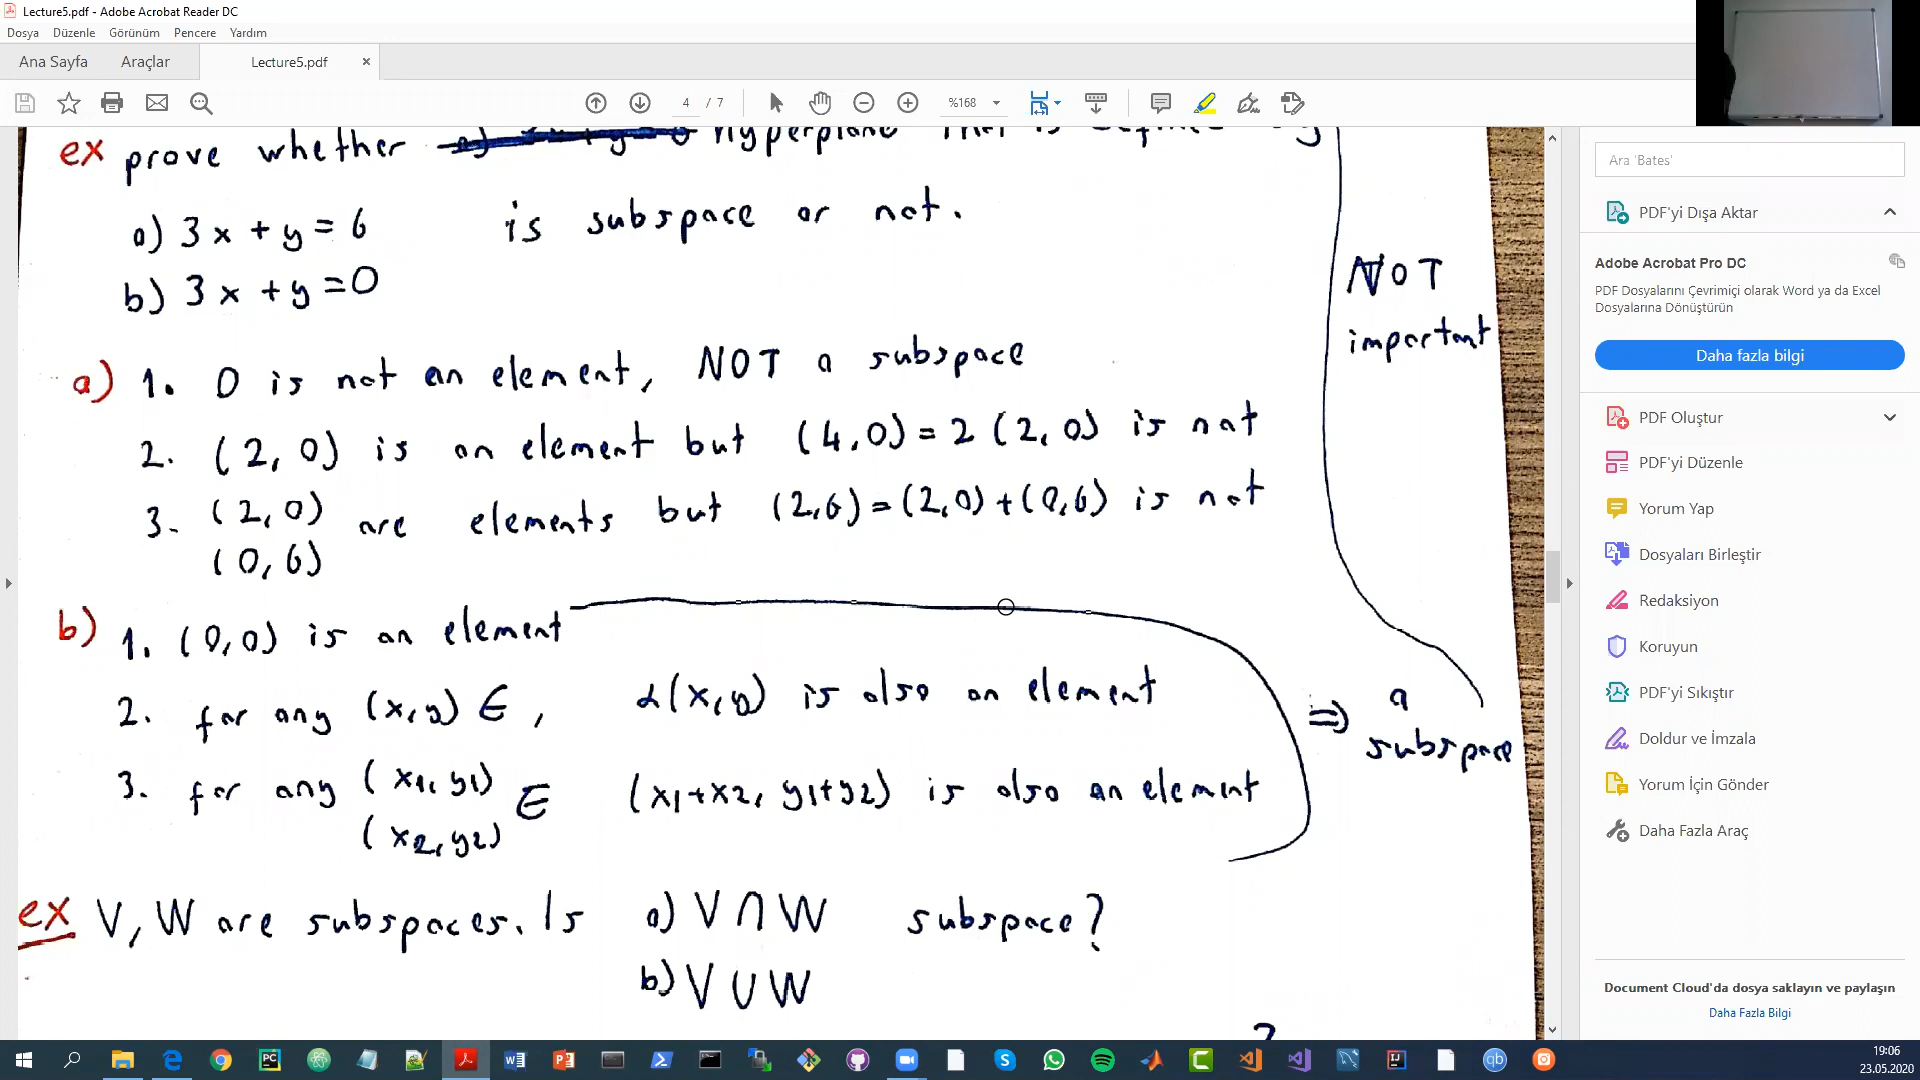 Lecture5.pdf - Adobe Acrobat Reader DC
Dosya Düzenle Görünüm Pencere Yardım
Ana Sayfa Araçlar Lecture5.pdf ×
4 / 7 %168
ex prove whether hyperplane that is defined by
a) 3x + y = 6 is subspace or not.
b) 3x + y = 0
NOT
important
a) 1. 0 is not an element, NOT a subspace
2. (2, 0) is an element but (4,0) = 2 (2, 0) is not
3. (2, 0) are elements but (2,6) = (2,0) + (0,6) is not
(0, 6)
b) 1. (0,0) is an element
2. for any (x,y) ∈, α(x,y) is also an element
⇒ a
subspace
3. for any (x1, y1) ∈ (x1+x2, y1+y2) is also an element
(x2, y2)
ex V, W are subspaces. Is a) V ∩ W subspace?
b) V ∪ W
?
Ara 'Bates'
PDF'yi Dışa Aktar
Adobe Acrobat Pro DC
PDF Dosyalarını Çevrimiçi olarak Word ya da Excel
Dosyalarına Dönüştürün
Daha fazla bilgi
PDF Oluştur
PDF'yi Düzenle
Yorum Yap
Dosyaları Birleştir
Redaksiyon
Koruyun
PDF'yi Sıkıştır
Doldur ve İmzala
Yorum İçin Gönder
Daha Fazla Araç
Document Cloud'da dosya saklayın ve paylaşın
Daha Fazla Bilgi
19:06
23.05.2020